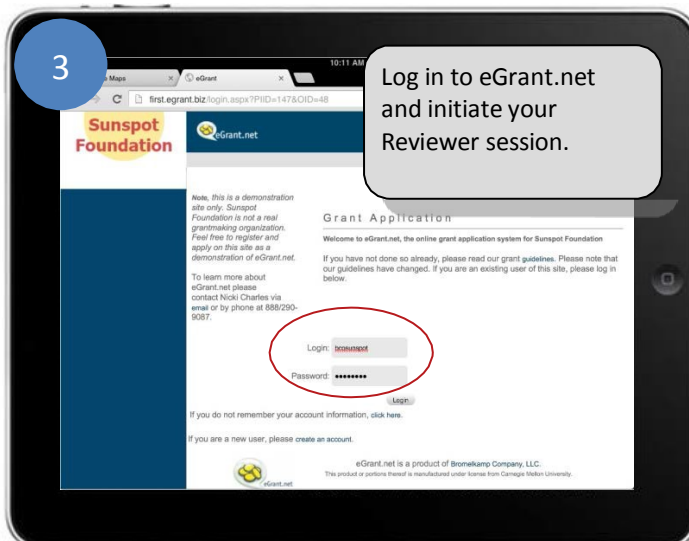 3
Log in to eGrant.net
and initiate your
Reviewer session.
10:11 AM
Maps
eGrant
first.egrant.biz/login.aspx?PIID=147&OID=48
Sunspot
Foundation
eGrant.net
Note, this is a demonstration
site only. Sunspot
Foundation is not a real
grantmaking organization.
Feel free to register and
apply on this site as a
demonstration of eGrant.net.
To learn more about
eGrant.net please
contact Nicki Charles via
email or by phone at 888/290-
9087.
Grant Application
Welcome to eGrant.net, the online grant application system for Sunspot Foundation
If you have not done so already, please read our grant guidelines. Please note that
our guidelines have changed. If you are an existing user of this site, please log in
below.
Login:
Password: ••••••••
Login
If you do not remember your account information, click here.
If you are a new user, please create an account.
eGrant.net
eGrant.net is a product of Bromelkamp Company, LLC.
This product or portions thereof is manufactured under license from Carnegie Mellon University.